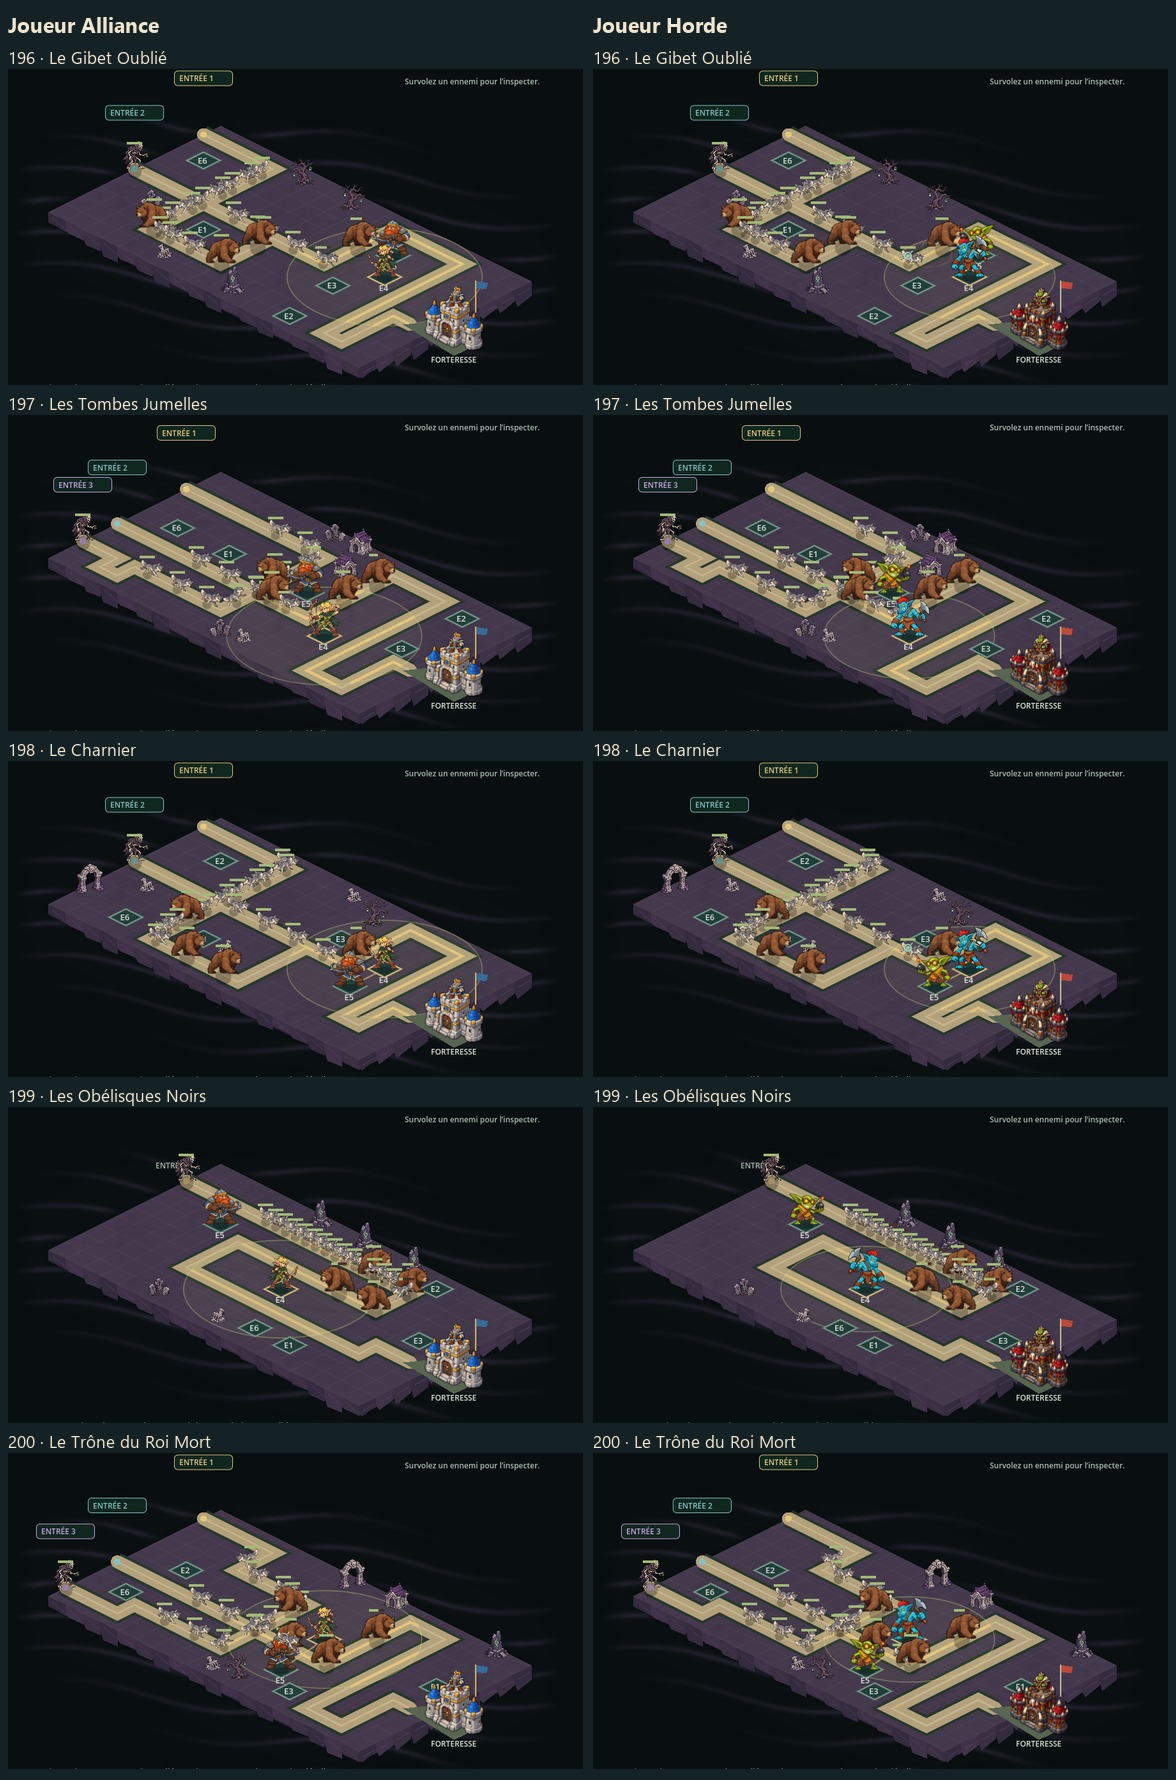 Joueur Alliance
Joueur Horde
196 · Le Gibet Oublié
196 · Le Gibet Oublié
ENTRÉE 1
Survolez un ennemi pour l'inspecter.
ENTRÉE 2
E6
E1
E3
E4
E2
FORTERESSE
ENTRÉE 1
Survolez un ennemi pour l'inspecter.
ENTRÉE 2
E6
E1
E3
E4
E2
FORTERESSE
197 · Les Tombes Jumelles
197 · Les Tombes Jumelles
ENTRÉE 1
Survolez un ennemi pour l'inspecter.
ENTRÉE 2
ENTRÉE 3
E6
E1
E5
E2
E4
E3
FORTERESSE
ENTRÉE 1
Survolez un ennemi pour l'inspecter.
ENTRÉE 2
ENTRÉE 3
E6
E1
E5
E2
E4
E3
FORTERESSE
198 · Le Charnier
198 · Le Charnier
ENTRÉE 1
Survolez un ennemi pour l'inspecter.
ENTRÉE 2
E2
E6
E3
E4
E5
FORTERESSE
ENTRÉE 1
Survolez un ennemi pour l'inspecter.
ENTRÉE 2
E2
E6
E3
E4
E5
FORTERESSE
199 · Les Obélisques Noirs
199 · Les Obélisques Noirs
Survolez un ennemi pour l'inspecter.
ENTR
E5
E2
E4
E6
E1
E3
FORTERESSE
Survolez un ennemi pour l'inspecter.
ENTR
E5
E2
E4
E6
E1
E3
FORTERESSE
200 · Le Trône du Roi Mort
200 · Le Trône du Roi Mort
ENTRÉE 1
Survolez un ennemi pour l'inspecter.
ENTRÉE 2
ENTRÉE 3
E2
E6
E5
E3
FORTERESSE
ENTRÉE 1
Survolez un ennemi pour l'inspecter.
ENTRÉE 2
ENTRÉE 3
E2
E6
E5
E3
E1
FORTERESSE